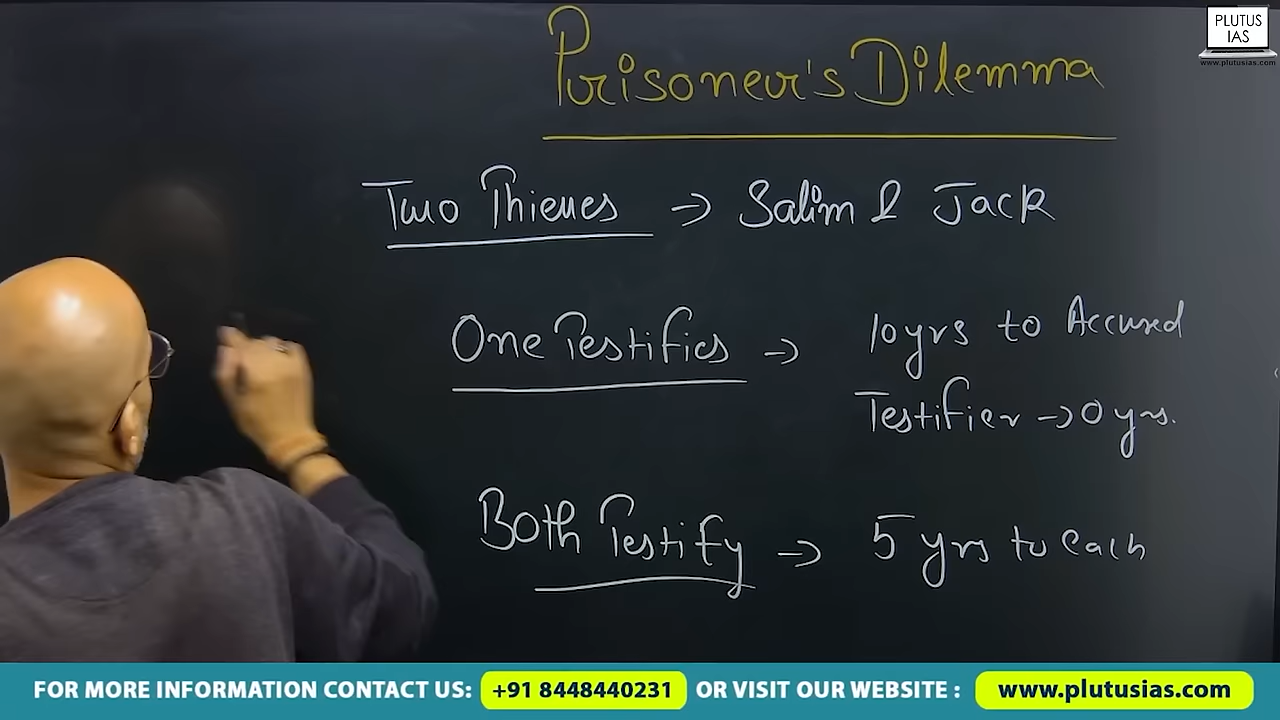 PLUTUS
IAS
www.plutusias.com
Prisoner's Dilemma
Two Thieves → Salim & Jack
One Testifies → 10 yrs to Accused
Testifier → 0 yrs.
Both Testify → 5 yrs to each
FOR MORE INFORMATION CONTACT US: +91 8448440231 OR VISIT OUR WEBSITE : www.plutusias.com